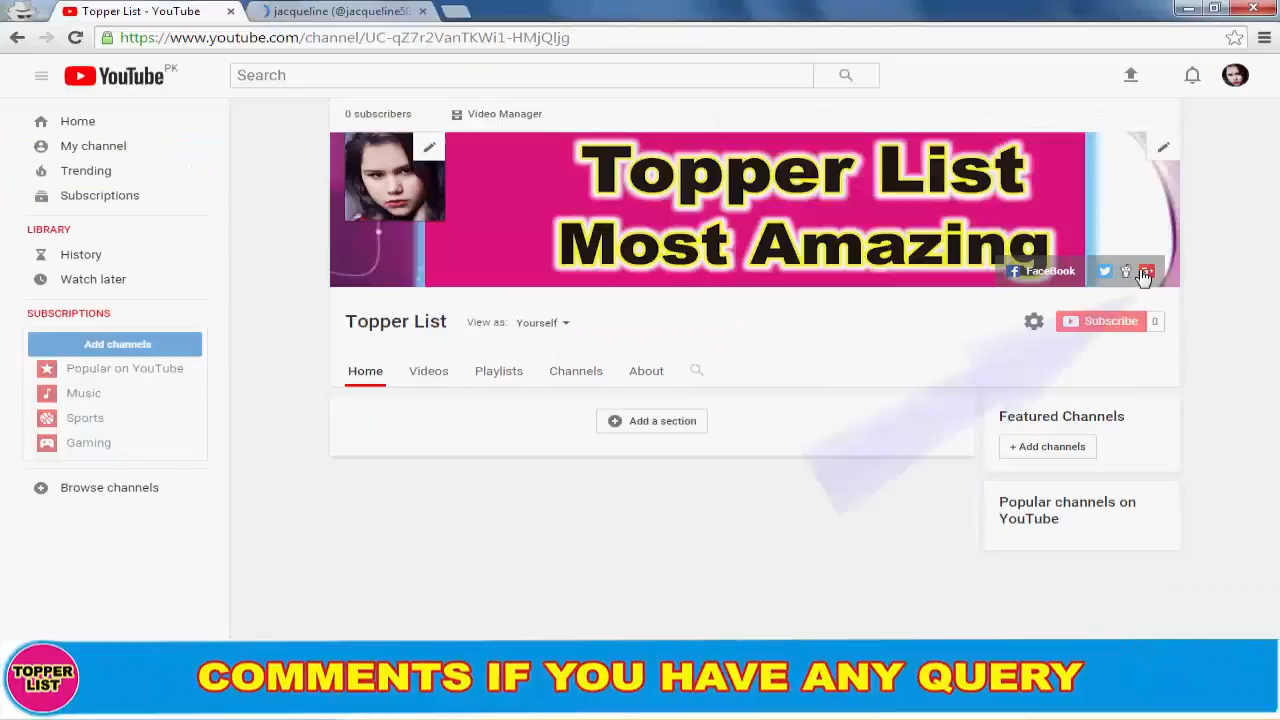 Topper List - YouTube
jacqueline (@jacqueline58
https://www.youtube.com/channel/UC-qZ7r2VanTKWi1-HMjQljg
YouTube PK
Search
Home
My channel
Trending
Subscriptions
LIBRARY
History
Watch later
SUBSCRIPTIONS
Add channels
Popular on YouTube
Music
Sports
Gaming
Browse channels
0 subscribers
Video Manager
Topper List
Most Amazing
FaceBook
Topper List
View as: Yourself
Subscribe 0
Home Videos Playlists Channels About
Add a section
Featured Channels
+ Add channels
Popular channels on
YouTube
TOPPER
LIST
COMMENTS IF YOU HAVE ANY QUERY